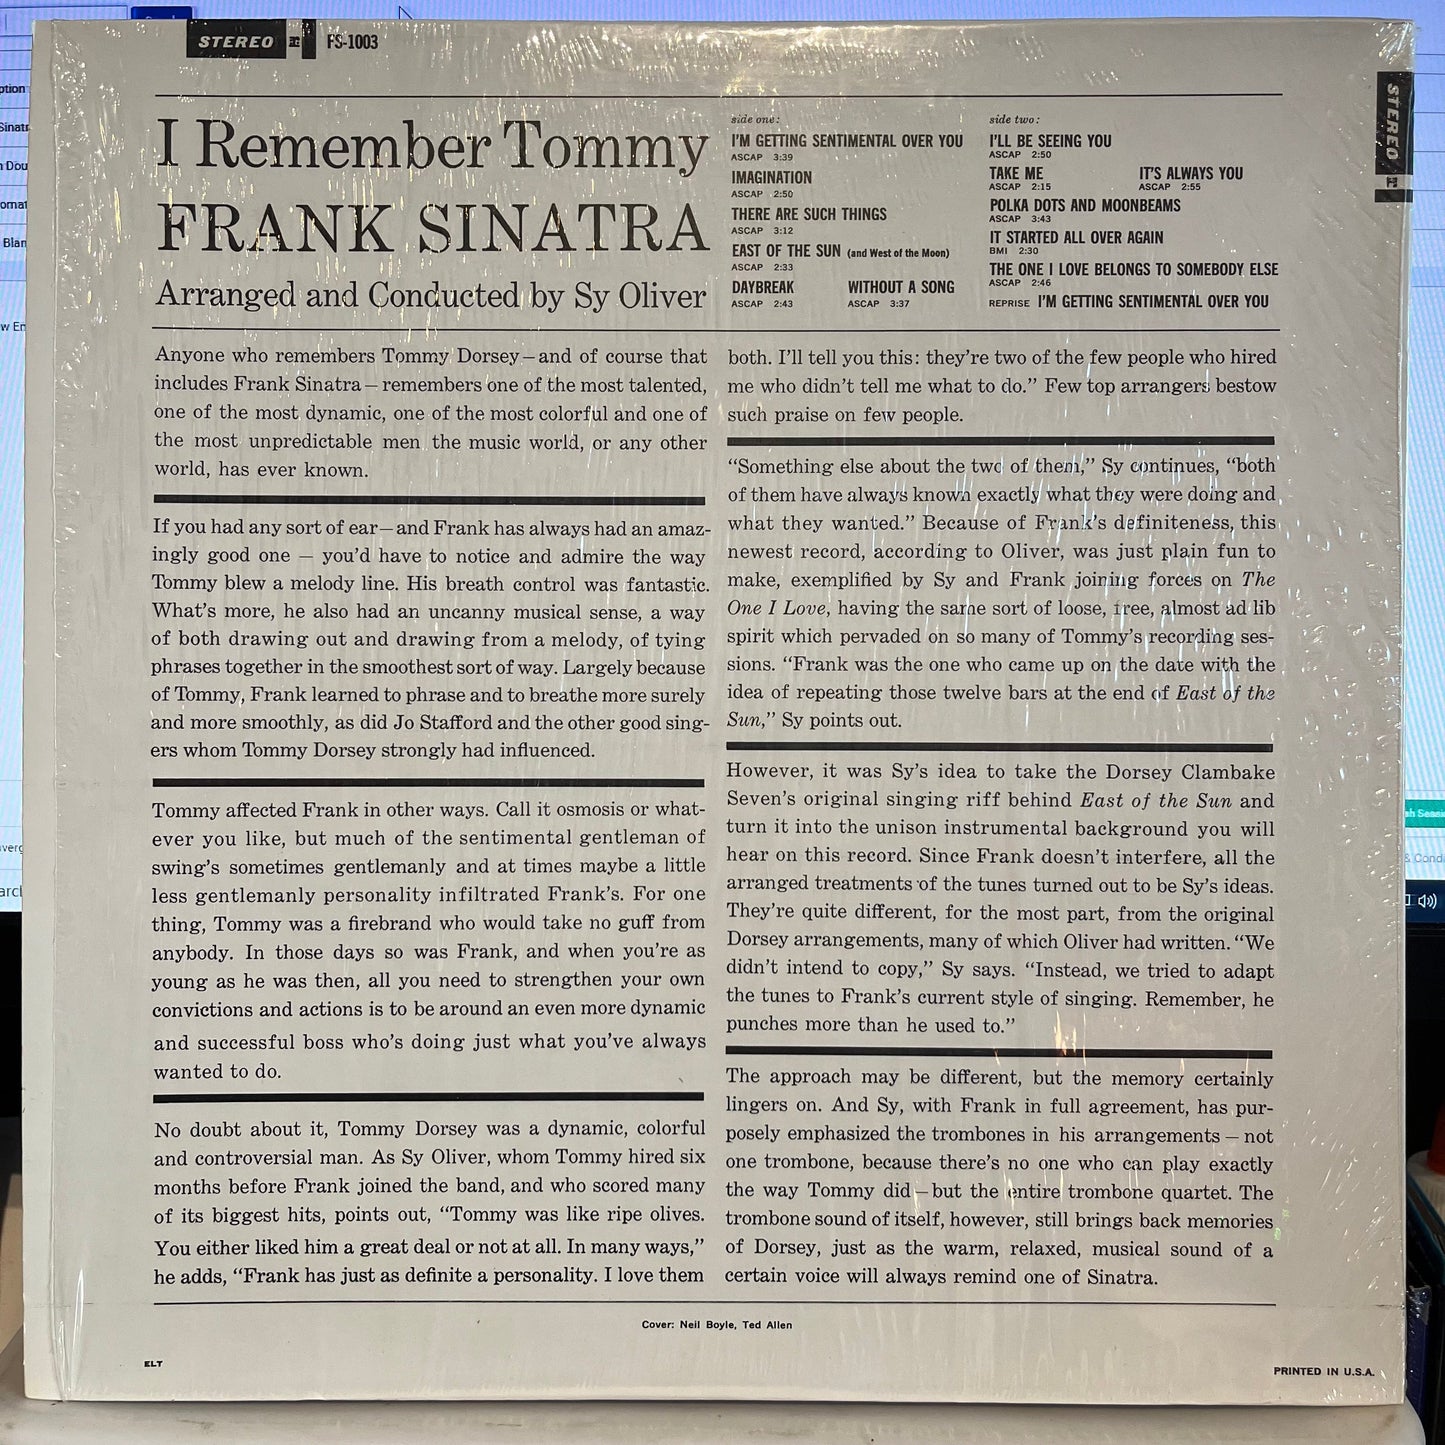 STEREO FS-1003
I Remember Tommy
FRANK SINATRA
Arranged and Conducted by Sy Oliver
side one:
I'M GETTING SENTIMENTAL OVER YOU
ASCAP 3:39
IMAGINATION
ASCAP 2:50
THERE ARE SUCH THINGS
ASCAP 3:12
EAST OF THE SUN (and West of the Moon)
ASCAP 2:33
DAYBREAK WITHOUT A SONG
ASCAP 2:43 ASCAP 3:37
side two:
I'LL BE SEEING YOU
ASCAP 2:50
TAKE ME IT'S ALWAYS YOU
ASCAP 2:15 ASCAP 2:55
POLKA DOTS AND MOONBEAMS
ASCAP 3:43
IT STARTED ALL OVER AGAIN
BMI 2:30
THE ONE I LOVE BELONGS TO SOMEBODY ELSE
ASCAP 2:46
REPRISE I'M GETTING SENTIMENTAL OVER YOU
STEREO
Anyone who remembers Tommy Dorsey—and of course that
includes Frank Sinatra—remembers one of the most talented,
one of the most dynamic, one of the most colorful and one of
the most unpredictable men the music world, or any other
world, has ever known.
If you had any sort of ear—and Frank has always had an amaz-
ingly good one — you'd have to notice and admire the way
Tommy blew a melody line. His breath control was fantastic.
What's more, he also had an uncanny musical sense, a way
of both drawing out and drawing from a melody, of tying
phrases together in the smoothest sort of way. Largely because
of Tommy, Frank learned to phrase and to breathe more surely
and more smoothly, as did Jo Stafford and the other good sing-
ers whom Tommy Dorsey strongly had influenced.
Tommy affected Frank in other ways. Call it osmosis or what-
ever you like, but much of the sentimental gentleman of
swing's sometimes gentlemanly and at times maybe a little
less gentlemanly personality infiltrated Frank's. For one
thing, Tommy was a firebrand who would take no guff from
anybody. In those days so was Frank, and when you're as
young as he was then, all you need to strengthen your own
convictions and actions is to be around an even more dynamic
and successful boss who's doing just what you've always
wanted to do.
No doubt about it, Tommy Dorsey was a dynamic, colorful
and controversial man. As Sy Oliver, whom Tommy hired six
months before Frank joined the band, and who scored many
of its biggest hits, points out, "Tommy was like ripe olives.
You either liked him a great deal or not at all. In many ways,"
he adds, "Frank has just as definite a personality. I love them
both. I'll tell you this: they're two of the few people who hired
me who didn't tell me what to do." Few top arrangers bestow
such praise on few people.
"Something else about the two of them," Sy continues, "both
of them have always known exactly what they were doing and
what they wanted." Because of Frank's definiteness, this
newest record, according to Oliver, was just plain fun to
make, exemplified by Sy and Frank joining forces on The
One I Love, having the same sort of loose, free, almost ad lib
spirit which pervaded on so many of Tommy's recording ses-
sions. "Frank was the one who came up on the date with the
idea of repeating those twelve bars at the end of East of the
Sun," Sy points out.
However, it was Sy's idea to take the Dorsey Clambake
Seven's original singing riff behind East of the Sun and
turn it into the unison instrumental background you will
hear on this record. Since Frank doesn't interfere, all the
arranged treatments of the tunes turned out to be Sy's ideas.
They're quite different, for the most part, from the original
Dorsey arrangements, many of which Oliver had written. "We
didn't intend to copy," Sy says. "Instead, we tried to adapt
the tunes to Frank's current style of singing. Remember, he
punches more than he used to."
The approach may be different, but the memory certainly
lingers on. And Sy, with Frank in full agreement, has pur-
posely emphasized the trombones in his arrangements—not
one trombone, because there's no one who can play exactly
the way Tommy did—but the entire trombone quartet. The
trombone sound of itself, however, still brings back memories
of Dorsey, just as the warm, relaxed, musical sound of a
certain voice will always remind one of Sinatra.
Cover: Neil Boyle, Ted Allen
ELT
PRINTED IN U.S.A.